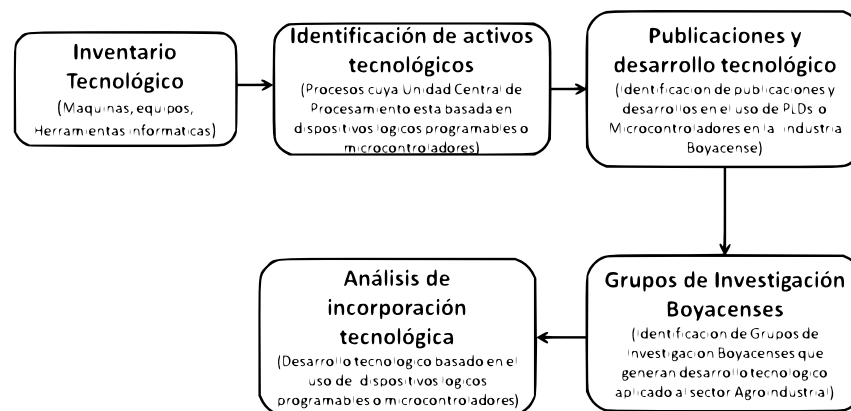 Inventario
Tecnológico
(Maquinas, equipos,
Herramientas informaticas)
Identificación de activos
tecnológicos
(Procesos cuya Unidad Central de
Procesamiento esta basada en
dispositivos logicos programables o
microcontroladores)
Publicaciones y
desarrollo tecnológico
(Identificacion de publicaciones y
desarrollos en el uso de PLDs o
Microcontroladores en la industria
Boyacense)
Grupos de Investigación
Boyacenses
(Identificacion de Grupos de
Investigacion Boyacenses que
generan desarrollo tecnologico
aplicado al sector Agroindustrial)
Análisis de
incorporación
tecnológica
(Desarrollo tecnologico basado en el
uso de dispositivos logicos
programables o microcontroladores)